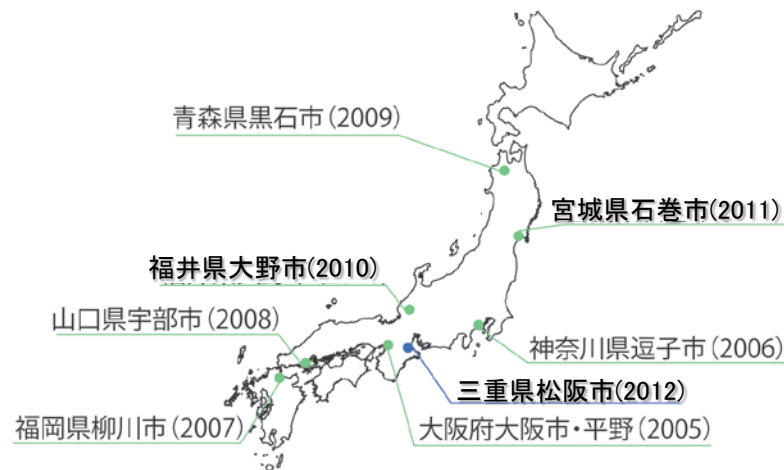 青森県黒石市(2009)
宮城県石巻市(2011)
福井県大野市(2010)
山口県宇部市(2008)
神奈川県逗子市(2006)
三重県松阪市(2012)
福岡県柳川市(2007)
大阪府大阪市・平野(2005)